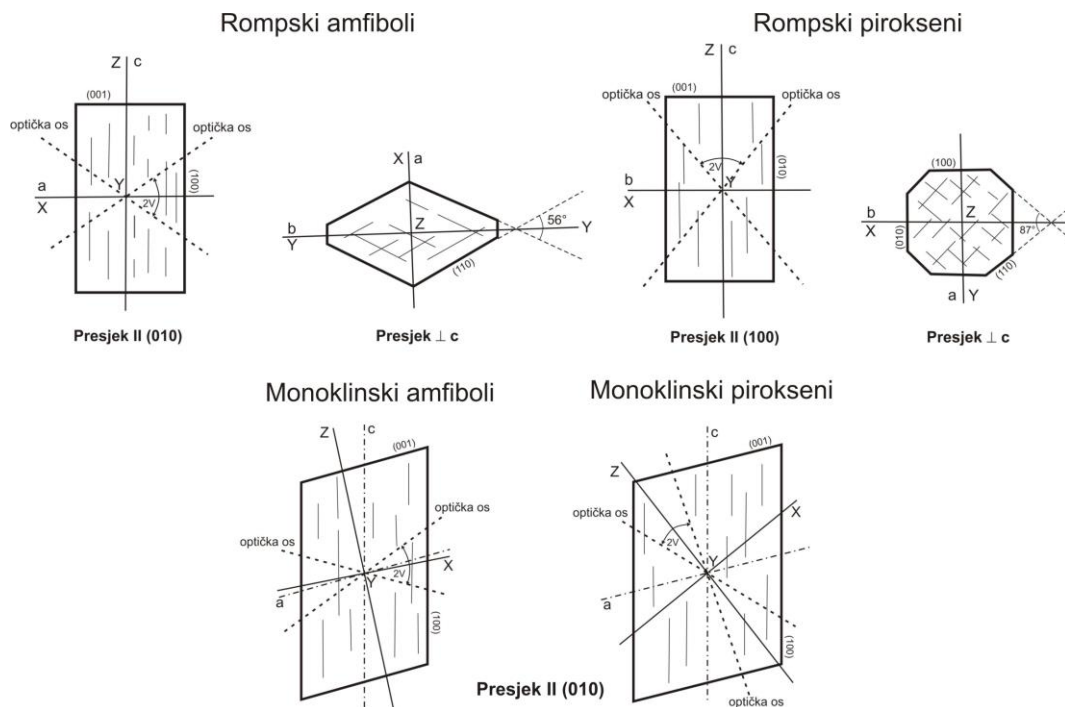 Rompski amfiboli
Z c
(001)
optička os
optička os
a
X
Y
2V
(100)
Presjek II (010)
X a
b
Y
Z
Y
56°
(110)
Presjek ⊥ c
Rompski pirokseni
(001)
optička os
optička os
2V
(010)
b
X
Y
Presjek II (100)
(100)
b
X
Z
(010)
87°
(110)
a Y
Presjek ⊥ c
Monoklinski amfiboli
Z
c
(001)
optička os
optička os
2V
X
Y
a
(100)
Monoklinski pirokseni
c
(001)
Z
X
optička os
2V
Y
a
(100)
optička os
Presjek II (010)